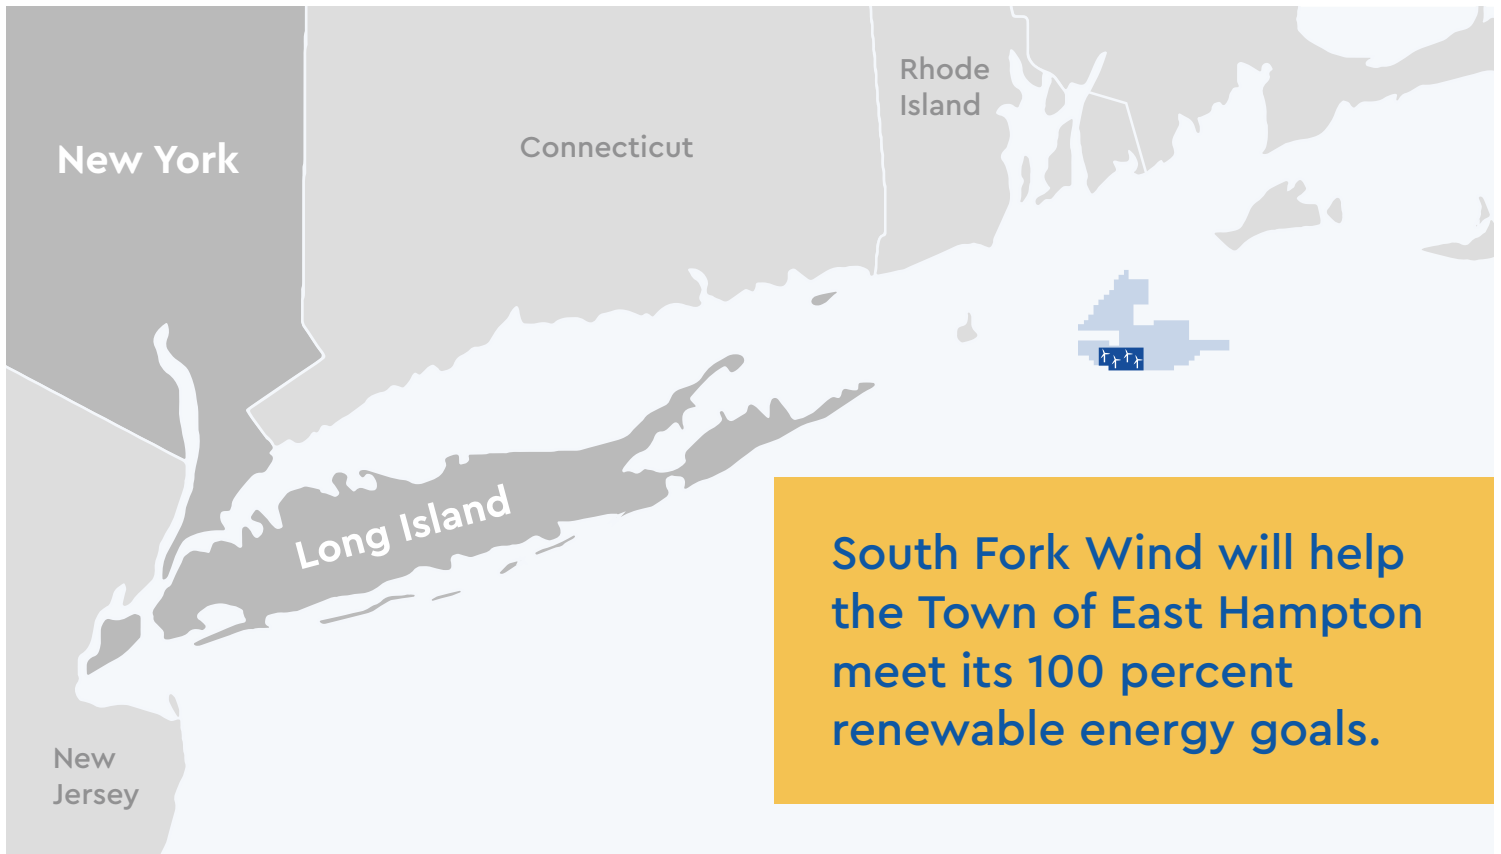 New York
Connecticut
Rhode
Island
Long Island
South Fork Wind will help
the Town of East Hampton
meet its 100 percent
renewable energy goals.
New
Jersey